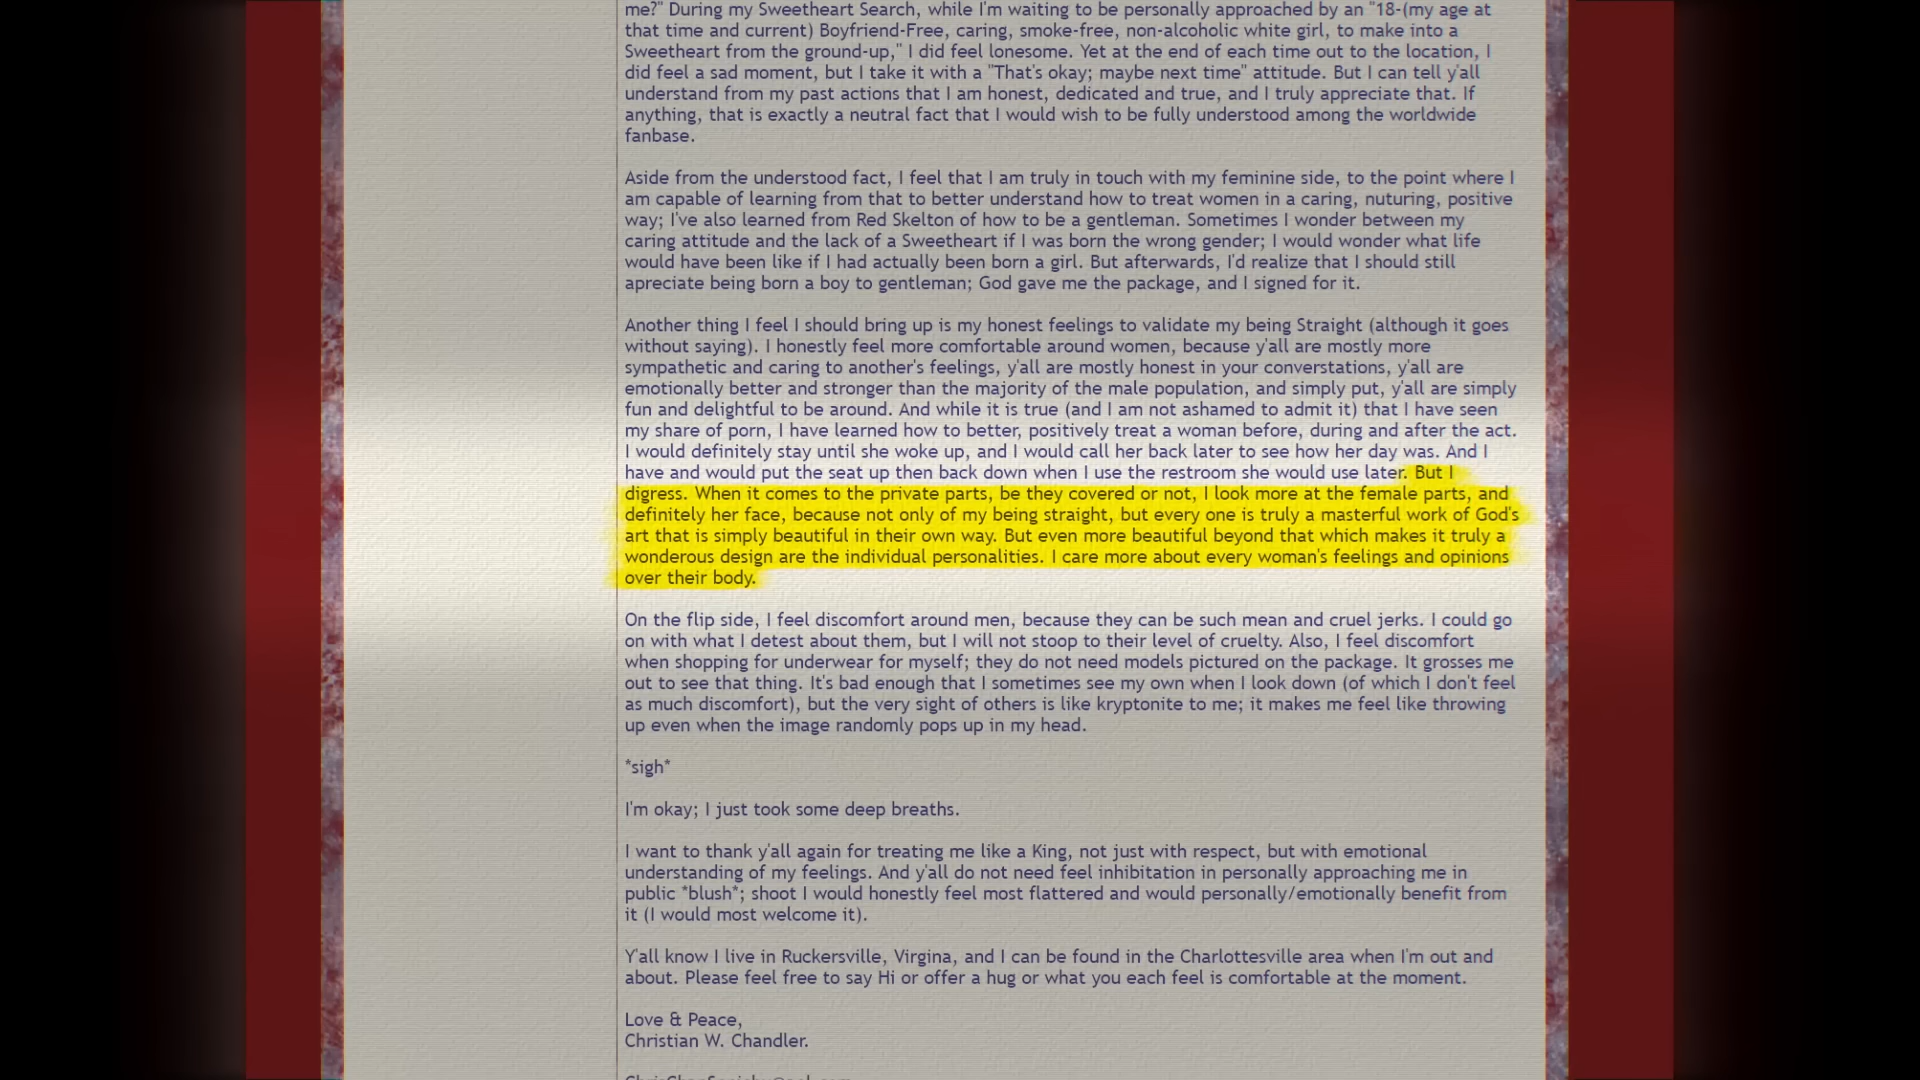 me?" During my Sweetheart Search, while I'm waiting to be personally approached by an "18-(my age at
that time and current) Boyfriend-Free, caring, smoke-free, non-alcoholic white girl, to make into a
Sweetheart from the ground-up," I did feel lonesome. Yet at the end of each time out to the location, I
did feel a sad moment, but I take it with a "That's okay; maybe next time" attitude. But I can tell y'all
understand from my past actions that I am honest, dedicated and true, and I truly appreciate that. If
anything, that is exactly a neutral fact that I would wish to be fully understood among the worldwide
fanbase.
Aside from the understood fact, I feel that I am truly in touch with my feminine side, to the point where I
am capable of learning from that to better understand how to treat women in a caring, nuturing, positive
way; I've also learned from Red Skelton of how to be a gentleman. Sometimes I wonder between my
caring attitude and the lack of a Sweetheart if I was born the wrong gender; I would wonder what life
would have been like if I had actually been born a girl. But afterwards, I'd realize that I should still
apreciate being born a boy to gentleman; God gave me the package, and I signed for it.
Another thing I feel I should bring up is my honest feelings to validate my being Straight (although it goes
without saying). I honestly feel more comfortable around women, because y'all are mostly more
sympathetic and caring to another's feelings, y'all are mostly honest in your converstations, y'all are
emotionally better and stronger than the majority of the male population, and simply put, y'all are simply
fun and delightful to be around. And while it is true (and I am not ashamed to admit it) that I have seen
my share of porn, I have learned how to better, positively treat a woman before, during and after the act.
I would definitely stay until she woke up, and I would call her back later to see how her day was. And I
have and would put the seat up then back down when I use the restroom she would use later. But I
digress. When it comes to the private parts, be they covered or not, I look more at the female parts, and
definitely her face, because not only of my being straight, but every one is truly a masterful work of God's
art that is simply beautiful in their own way. But even more beautiful beyond that which makes it truly a
wonderous design are the individual personalities. I care more about every woman's feelings and opinions
over their body.
On the flip side, I feel discomfort around men, because they can be such mean and cruel jerks. I could go
on with what I detest about them, but I will not stoop to their level of cruelty. Also, I feel discomfort
when shopping for underwear for myself; they do not need models pictured on the package. It grosses me
out to see that thing. It's bad enough that I sometimes see my own when I look down (of which I don't feel
as much discomfort), but the very sight of others is like kryptonite to me; it makes me feel like throwing
up even when the image randomly pops up in my head.
*sigh*
I'm okay; I just took some deep breaths.
I want to thank y'all again for treating me like a King, not just with respect, but with emotional
understanding of my feelings. And y'all do not need feel inhibitation in personally approaching me in
public *blush*; shoot I would honestly feel most flattered and would personally/emotionally benefit from
it (I would most welcome it).
Y'all know I live in Ruckersville, Virgina, and I can be found in the Charlottesville area when I'm out and
about. Please feel free to say Hi or offer a hug or what you each feel is comfortable at the moment.
Love & Peace,
Christian W. Chandler.